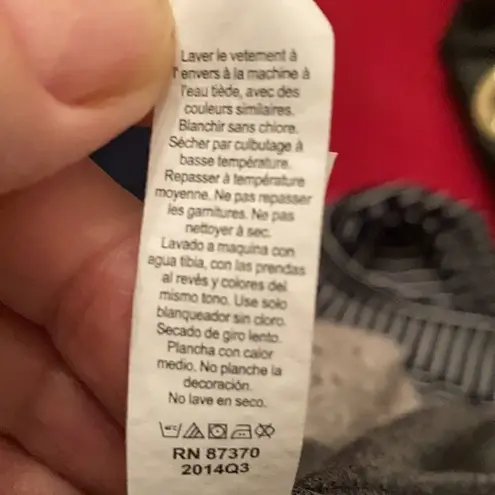 Laver le vetement à
l'envers à la machine à
l'eau tiède, avec des
couleurs similaires.
Blanchir sans chlore.
Sécher par culbutage à
basse température.
Repasser à température
moyenne. Ne pas repasser
les garnitures. Ne pas
nettoyer à sec.
Lavado a maquina con
agua tibia, con las prendas
al revés y colores del
mismo tono. Use solo
blanqueador sin cloro.
Secado de giro lento.
Plancha con calor
medio. No planche la
decoración.
No lave en seco.
RN 87370
2014Q3